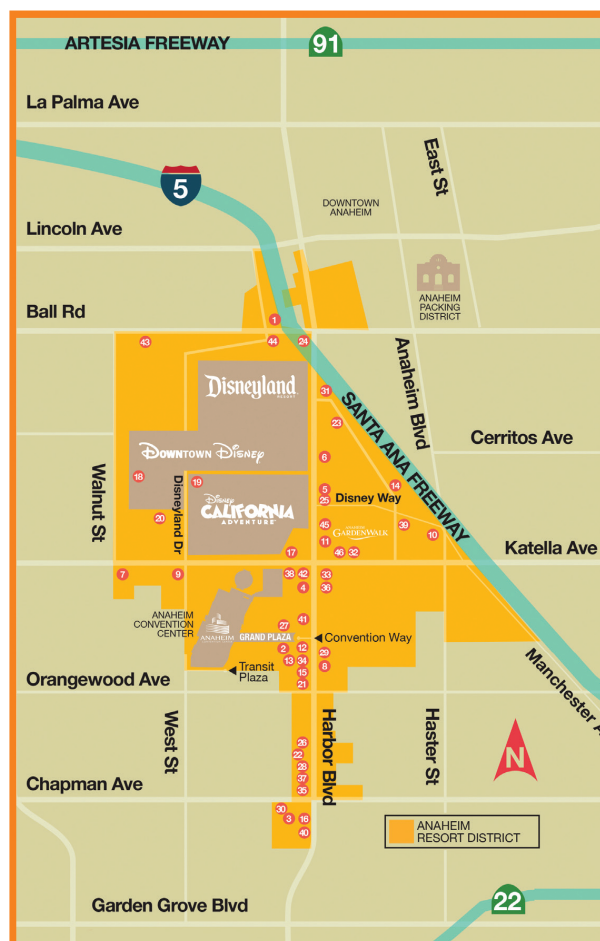 ARTESIA FREEWAY
91
La Palma Ave
East St
5
DOWNTOWN
ANAHEIM
Lincoln Ave
ANAHEIM
PACKING
DISTRICT
Ball Rd
1
43
44
24
Anaheim Blvd
Disneyland
RESORT
31
SANTA ANA FREEWAY
23
Cerritos Ave
DOWNTOWN DISNEY
6
Walnut St
18
Disneyland Dr
19
5
14
25
Disney Way
Disney
CALIFORNIA
ADVENTURE
20
45
39
ANAHEIM
GARDENWALK
10
11
17
46
32
Katella Ave
7
9
38
42
33
4
36
ANAHEIM
CONVENTION
CENTER
41
27
ANAHEIM
GRAND PLAZA
Convention Way
2
12
29
13
34
8
Transit
Plaza
15
Orangewood Ave
21
Manchester A
West St
Harbor Blvd
Haster St
26
22
28
37
35
N
Chapman Ave
30
3
16
40
ANAHEIM
RESORT DISTRICT
22
Garden Grove Blvd